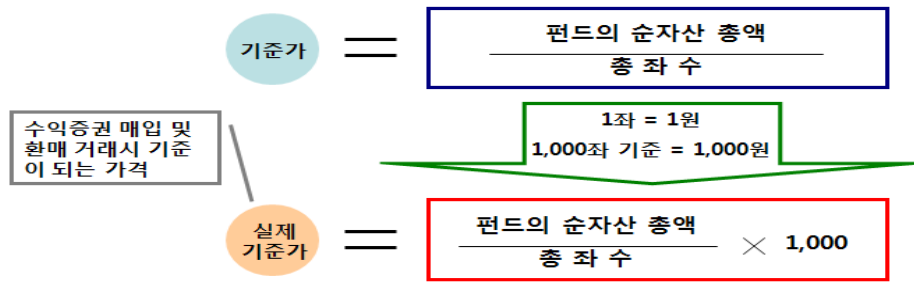 기준가
펀드의 순자산 총액
총 좌 수
수익증권 매입 및
환매 거래시 기준
이 되는 가격
1좌 = 1원
1,000좌 기준 = 1,000원
실제
기준가
펀드의 순자산 총액
총 좌 수
× 1,000